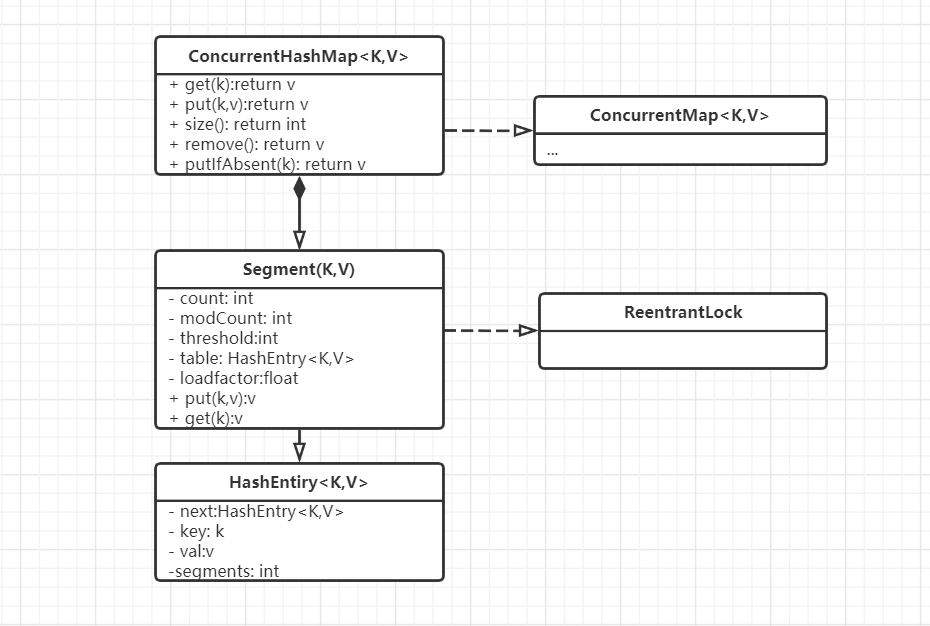 ConcurrentHashMap<K,V>
+ get(k):return v
+ put(k,v):return v
+ size(): return int
+ remove(): return v
+ putIfAbsent(k): return v
ConcurrentMap<K,V>
...
Segment(K,V)
- count: int
- modCount: int
- threshold:int
- table: HashEntry<K,V>
- loadfactor:float
+ put(k,v):v
+ get(k):v
ReentrantLock
HashEntiry<K,V>
- next:HashEntry<K,V>
- key: k
- val:v
-segments: int